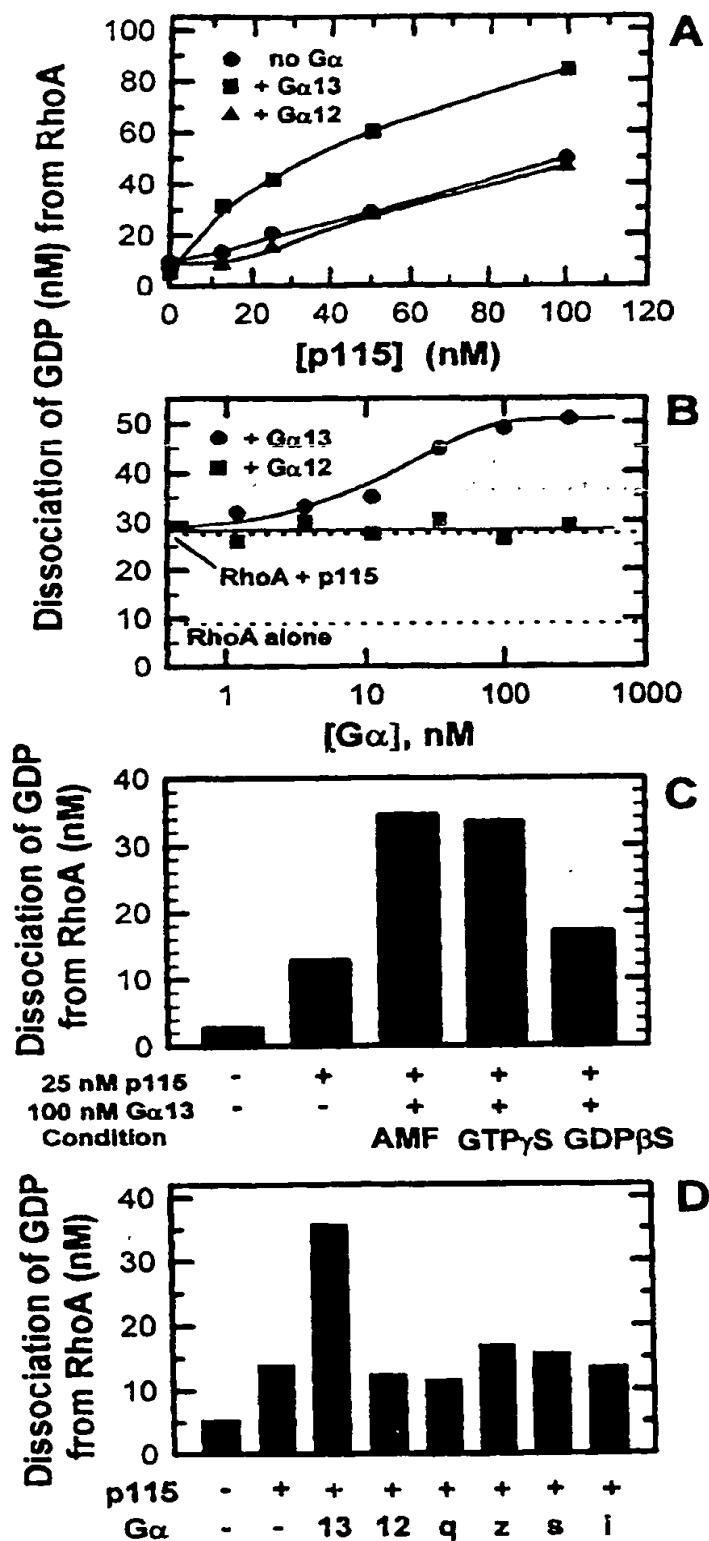 A
Dissociation of GDP (nM) from RhoA
100
80
60
40
20
0
no Gα
+ Gα13
+ Gα12
0 20 40 60 80 100 120
[p115] (nM)
B
50
40
30
20
10
0
+ Gα13
+ Gα12
RhoA + p115
RhoA alone
1 10 100 1000
[Gα], nM
C
Dissociation of GDP
from RhoA (nM)
40
30
20
10
0
25 nM p115 - + + + +
100 nM Gα13 - - + + +
Condition AMF GTPγS GDPβS
D
Dissociation of GDP
from RhoA (nM)
40
30
20
10
0
p115 - + + + + + + +
Gα - - 13 12 q z s i